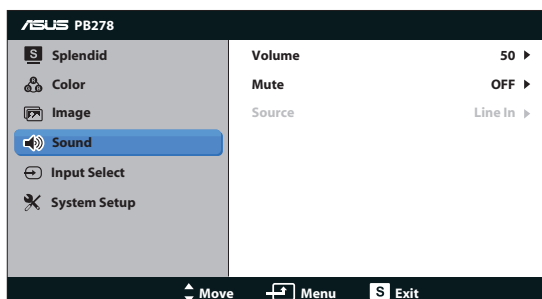 ASUS PB278
S Splendid
Color
Image
Sound
Input Select
System Setup
Volume 50
Mute OFF
Source Line In
Move Menu S Exit